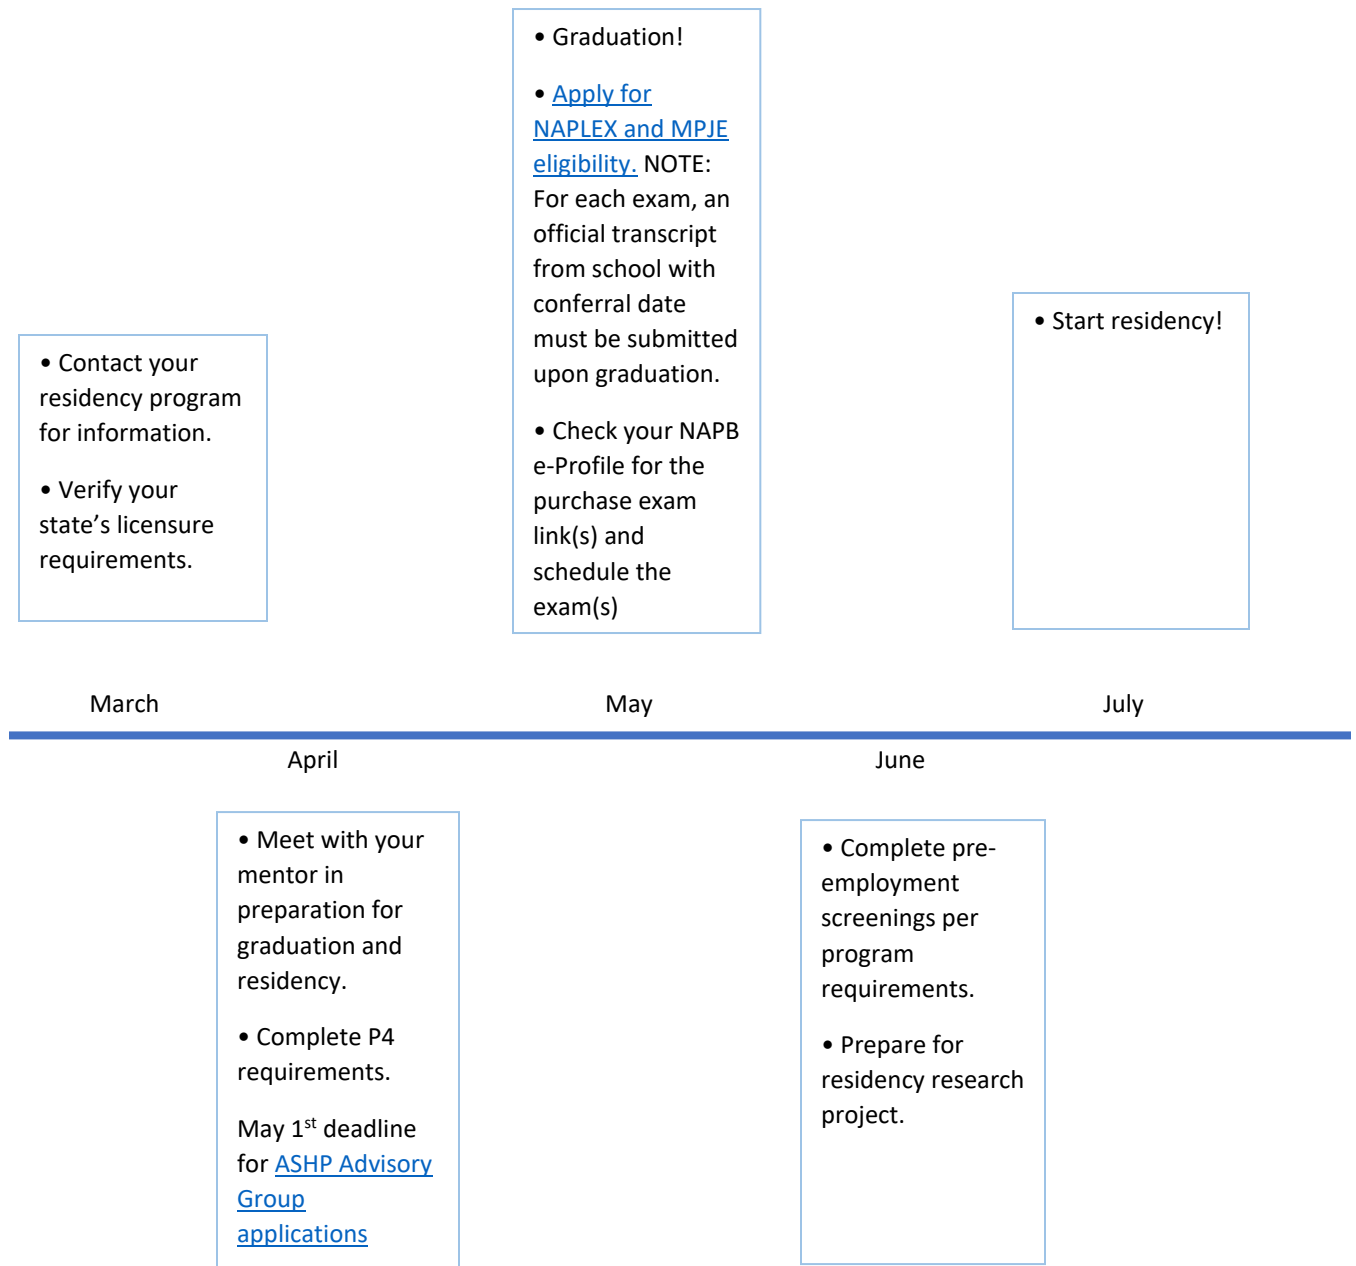 • Graduation!
• Apply for
NAPLEX and MPJE
eligibility. NOTE:
For each exam, an
official transcript
from school with
conferral date
must be submitted
upon graduation.
• Check your NAPB
e-Profile for the
purchase exam
link(s) and
schedule the
exam(s)
• Contact your
residency program
for information.
• Verify your
state’s licensure
requirements.
• Start residency!
March
May
July
April
June
• Meet with your
mentor in
preparation for
graduation and
residency.
• Complete P4
requirements.
May 1st deadline
for ASHP Advisory
Group
applications
• Complete pre-
employment
screenings per
program
requirements.
• Prepare for
residency research
project.